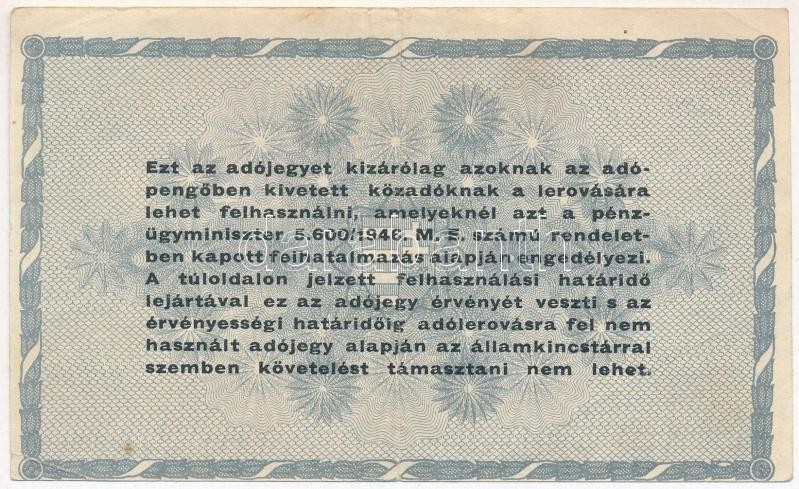 Ezt az adójegyet kizárólag azoknak az adó-
pengőben kivetett közadóknak a lerovására
lehet felhasználni, amelyeknél azt a pénz-
ügyminiszter 5.600/1946. M. E. számú rendelet-
ben kapott felhatalmazás alapján engedélyezi.
A túloldalon jelzett felhasználási határidő
lejártával ez az adójegy érvényét veszti s az
érvényességi határidőig adólerovásra fel nem
használt adójegy alapján az államkincstárral
szemben követelést támasztani nem lehet.